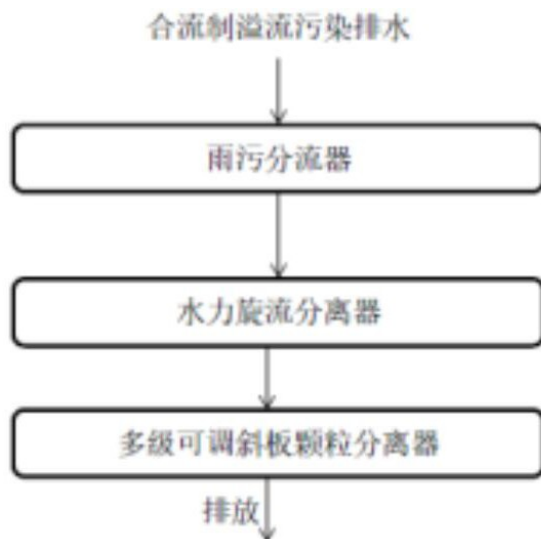 合流制溢流污染排水
雨污分流器
水力旋流分离器
多级可调斜板颗粒分离器
排放